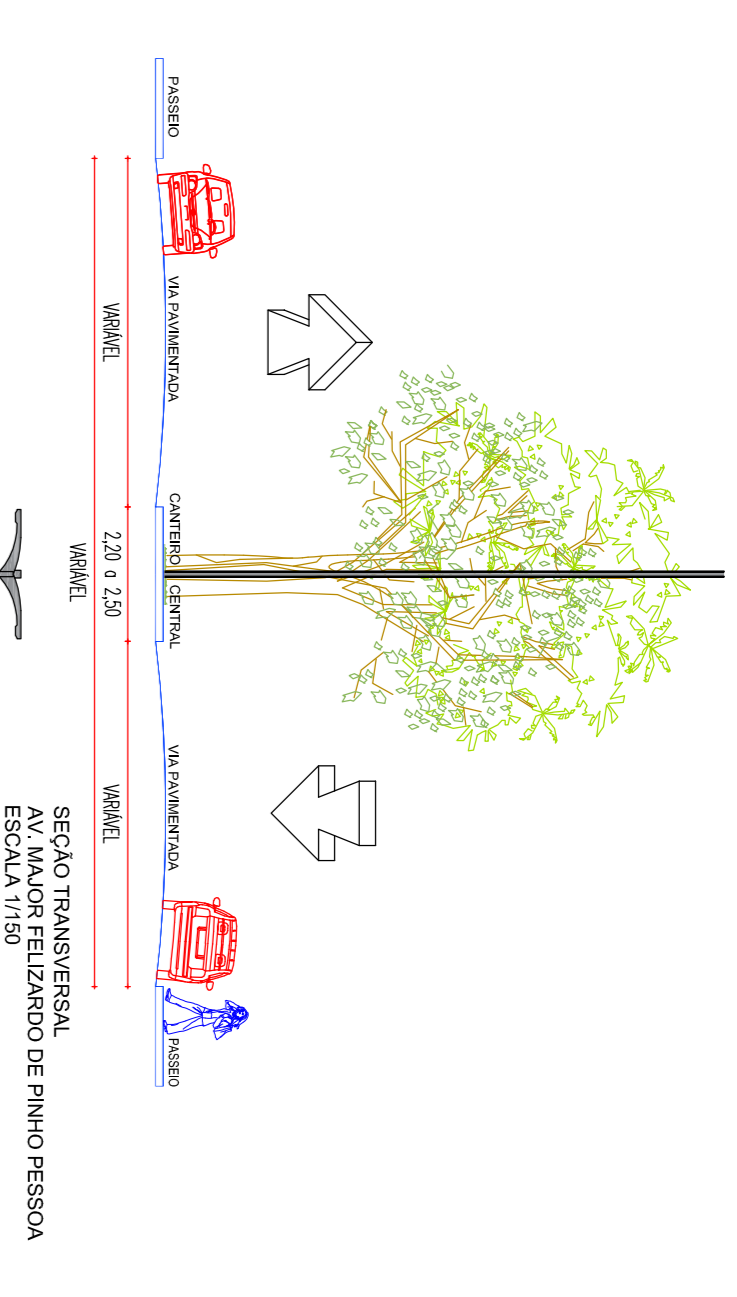 PASSEIO
VIA PAVIMENTADA
CANTEIRO CENTRAL
VIA PAVIMENTADA
PASSEIO
VARIÁVEL
2,20 a 2,50
VARIÁVEL
VARIÁVEL
SEÇÃO TRANSVERSAL
AV. MAJOR FELIZARDO DE PINHO PESSOA
ESCALA 1/150